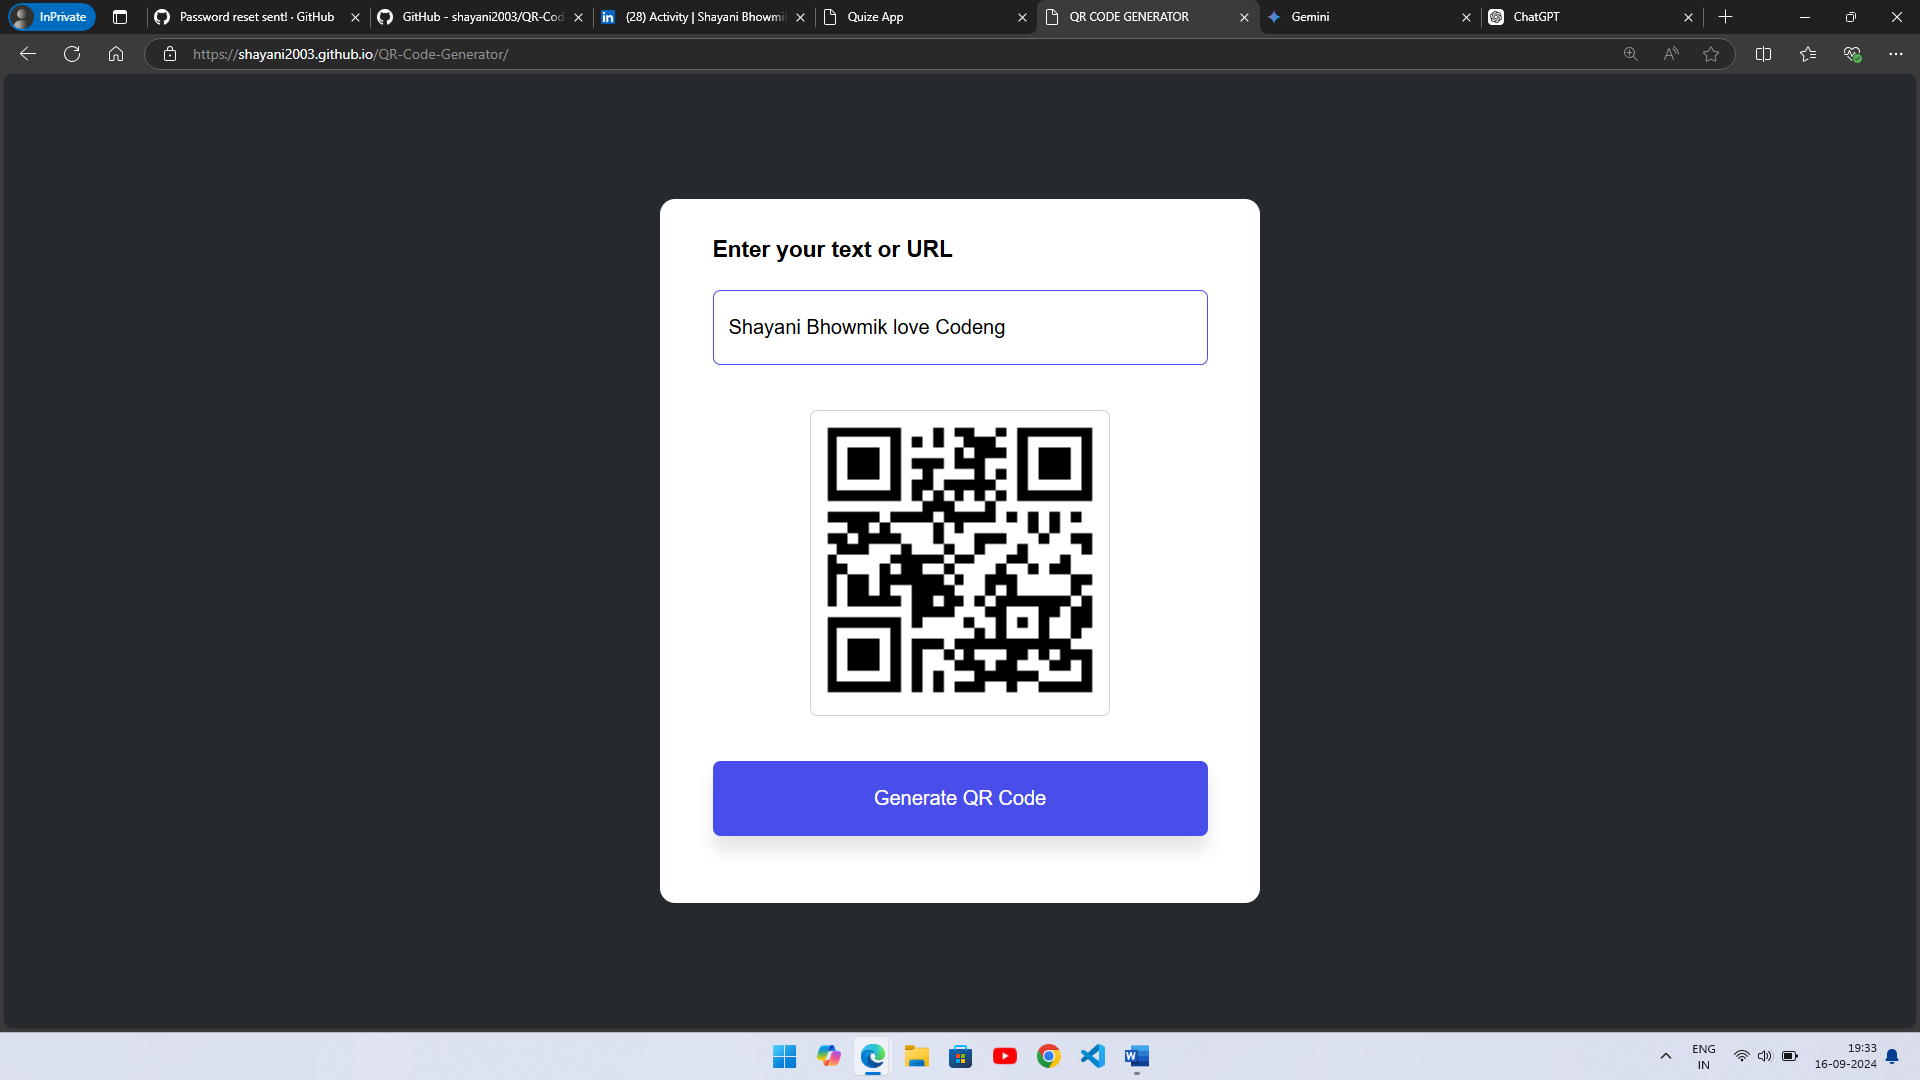 InPrivate
Password reset sent! · GitHub
GitHub - shayani2003/QR-Cod
(28) Activity | Shayani Bhowmi
Quize App
QR CODE GENERATOR
Gemini
ChatGPT
https://shayani2003.github.io/QR-Code-Generator/
Enter your text or URL
Shayani Bhowmik love Codeng
Generate QR Code
ENG
IN
19:33
16-09-2024